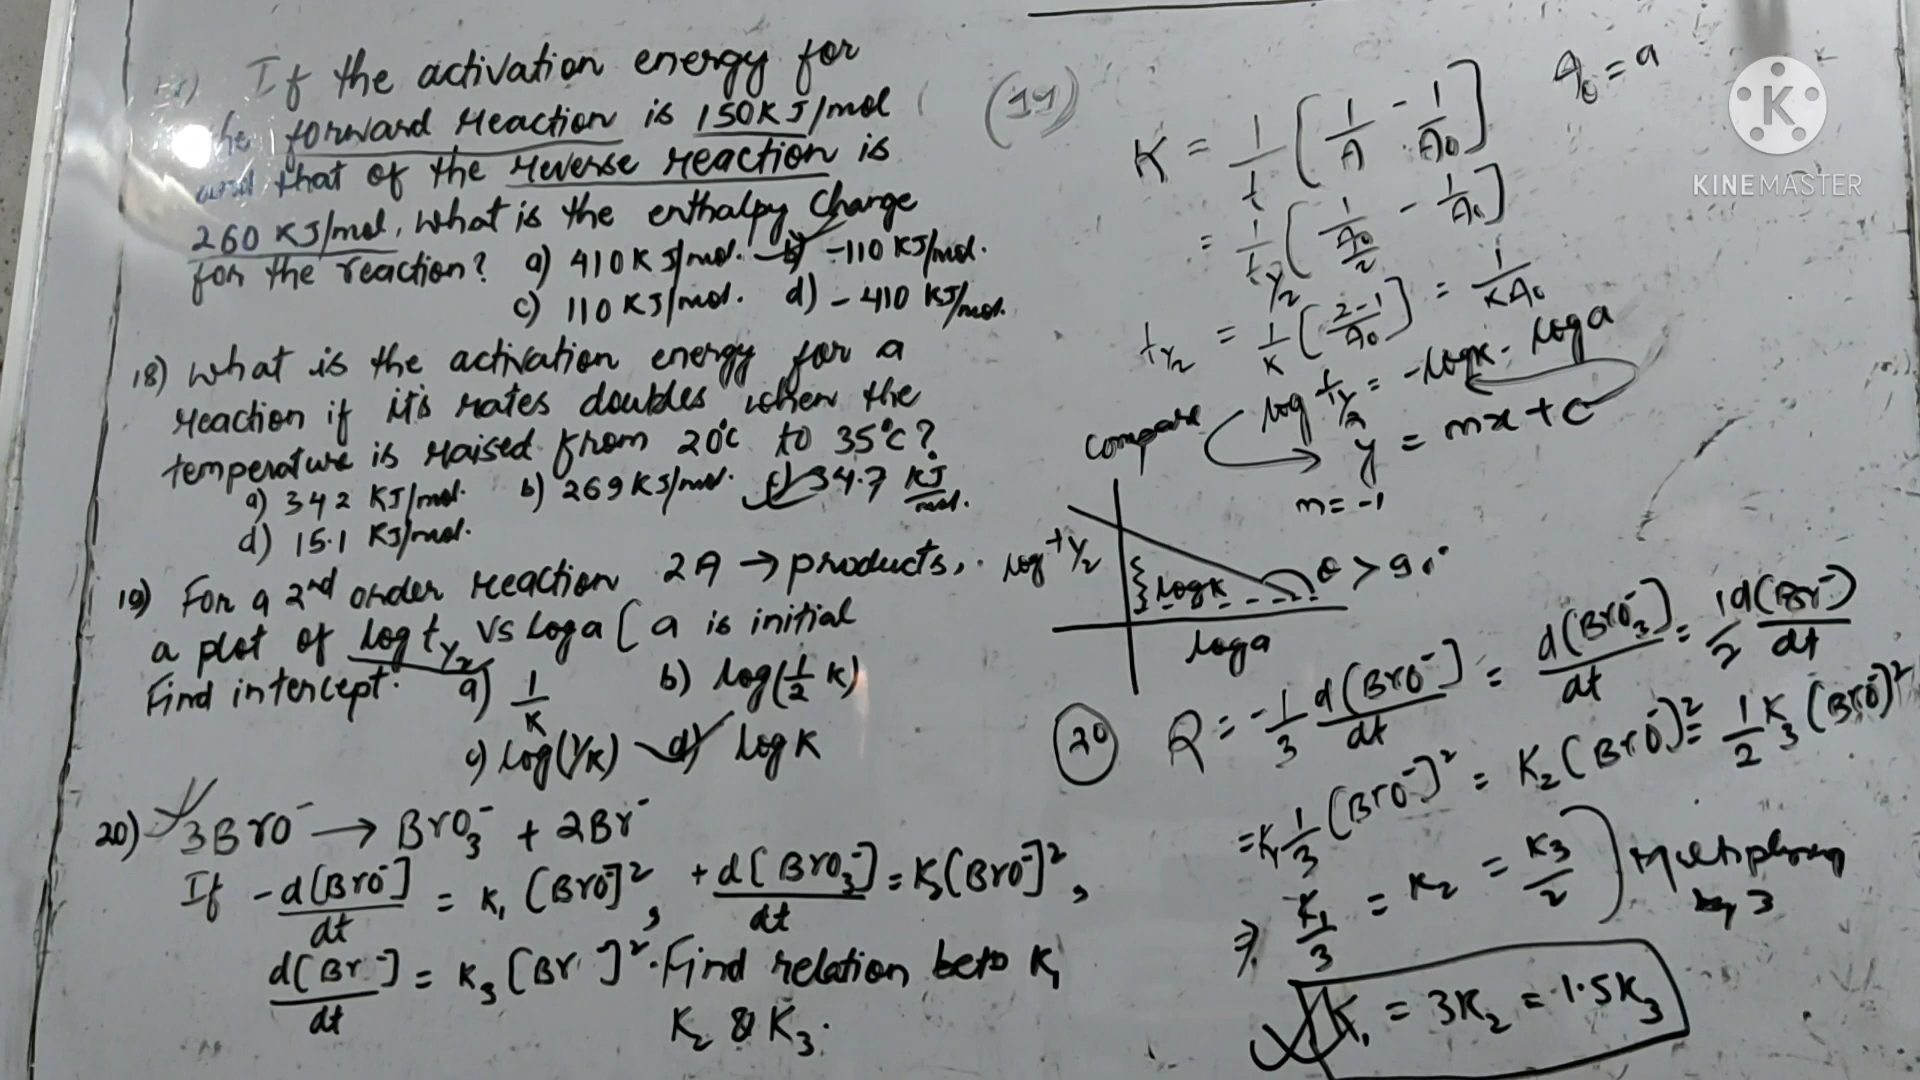 If the activation energy for
the forward reaction is 150KJ/mol
and that of the reverse reaction is
260 KJ/mol, what is the enthalpy change
for the reaction? a) 410 KJ/mol. b) -110 KJ/mol.
c) 110 KJ/mol. d) - 410 KJ/mol.
18) What is the activation energy for a
reaction if it's rates doubles when the
temperature is raised from 20°c to 35°c?
a) 342 KJ/mol. b) 269 KJ/mol. c) 34.7 KJ/mol.
d) 15.1 KJ/mol.
19) For a 2nd order reaction 2A → products,
a plot of log t½ vs log a [ a is initial
Find intercept. a) 1/K b) log(1/2 K)
c) log(1/K) d) log K
20) 3BrO⁻ → BrO₃⁻ + 2Br⁻
If -d[BrO⁻]/dt = K₁ [BrO⁻]², +d[BrO₃⁻]/dt = K₂[BrO⁻]²,
d[Br⁻]/dt = K₃ [Br⁻]². Find relation betn K₁
K₂ & K₃.
(19)
A₀ = a
K = 1/t [1/A - 1/A₀]
= 1/t½ [1/A₀/2 - 1/A₀]
t½ = 1/K [2-1/A₀] = 1/KA₀
log t½ = -log K - log a
compare y = mx + c
m = -1
log t½
log K
θ > 90°
log a
(20) R = -1/3 d(BrO⁻)/dt = d(BrO₃⁻)/dt = 1/2 d(Br⁻)/dt
= K₁ 1/3 (BrO⁻)² = K₂ (BrO⁻)² = 1/2 K₃ (BrO⁻)²
⇒ K₁/3 = K₂ = K₃/2 ) Multiplying
by 3
K₁ = 3K₂ = 1.5K₃
K
KINEMASTER